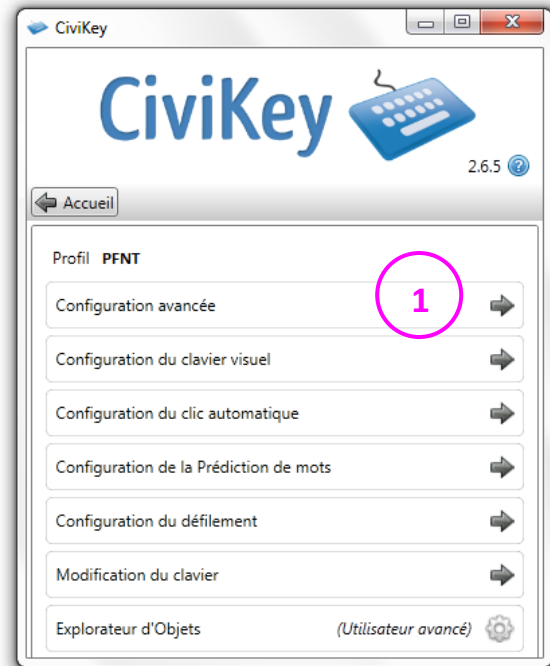 CiviKey
CiviKey
2.6.5
Accueil
Profil PFNT
Configuration avancée
1
Configuration du clavier visuel
Configuration du clic automatique
Configuration de la Prédiction de mots
Configuration du défilement
Modification du clavier
Explorateur d'Objets (Utilisateur avancé)